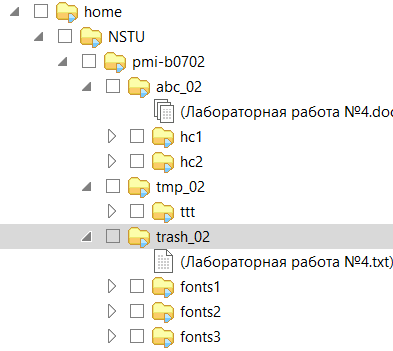 home
NSTU
pmi-b0702
abc_02
(Лабораторная работа №4.doc
hc1
hc2
tmp_02
ttt
trash_02
(Лабораторная работа №4.txt)
fonts1
fonts2
fonts3